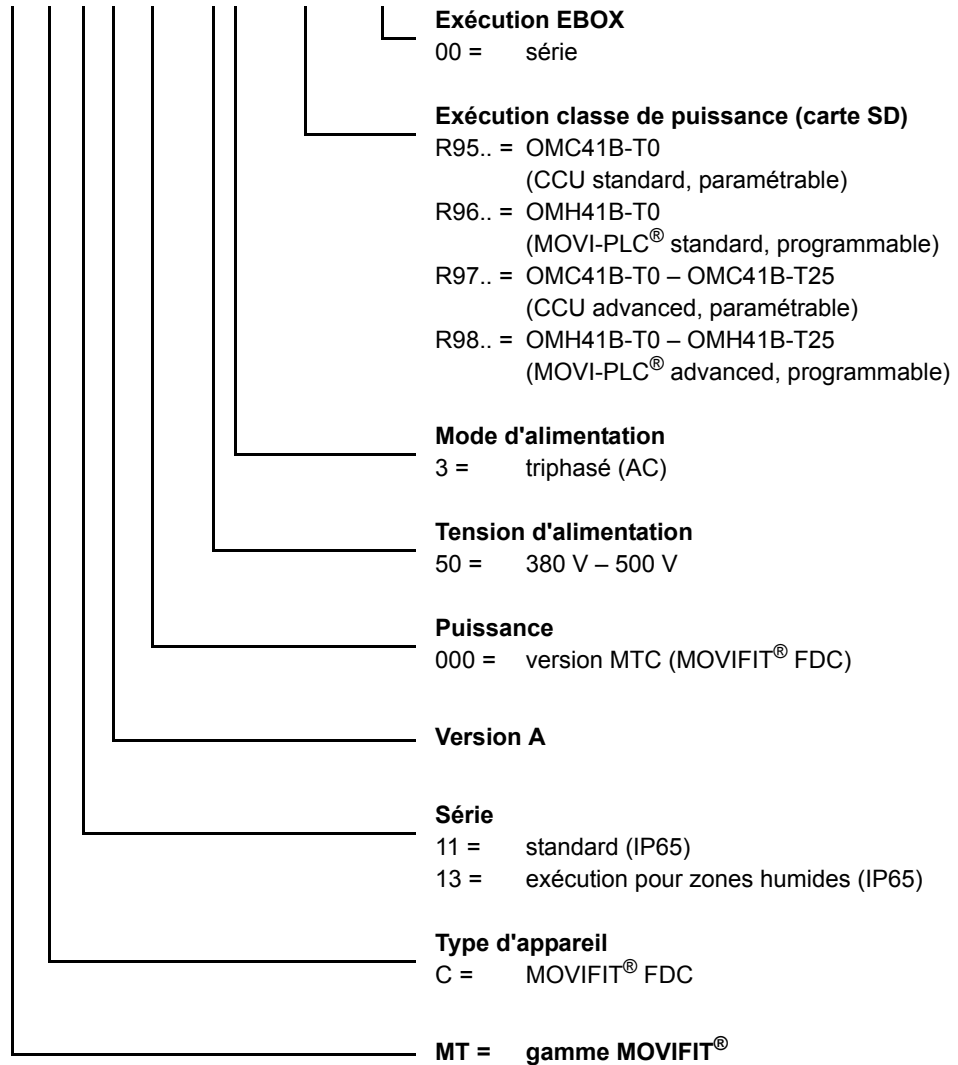 Exécution EBOX
00 = série
Exécution classe de puissance (carte SD)
R95.. = OMC41B-T0
(CCU standard, paramétrable)
R96.. = OMH41B-T0
(MOVI-PLC® standard, programmable)
R97.. = OMC41B-T0 – OMC41B-T25
(CCU advanced, paramétrable)
R98.. = OMH41B-T0 – OMH41B-T25
(MOVI-PLC® advanced, programmable)
Mode d'alimentation
3 = triphasé (AC)
Tension d'alimentation
50 = 380 V – 500 V
Puissance
000 = version MTC (MOVIFIT® FDC)
Version A
Série
11 = standard (IP65)
13 = exécution pour zones humides (IP65)
Type d'appareil
C = MOVIFIT® FDC
MT = gamme MOVIFIT®